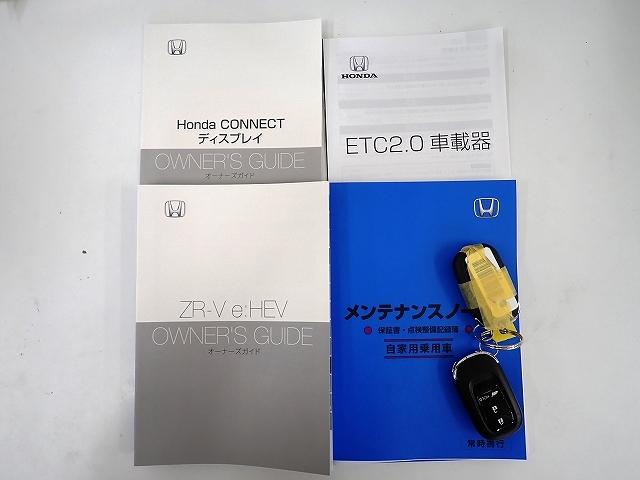 Honda CONNECT
ディスプレイ
OWNER'S GUIDE
オーナーズガイド
HONDA
ETC2.0 車載器
ZR-V e:HEV
OWNER'S GUIDE
オーナーズガイド
メンテナンスノー
保証書・点検整備記録簿
自家用乗用車
HOLD
常時携行